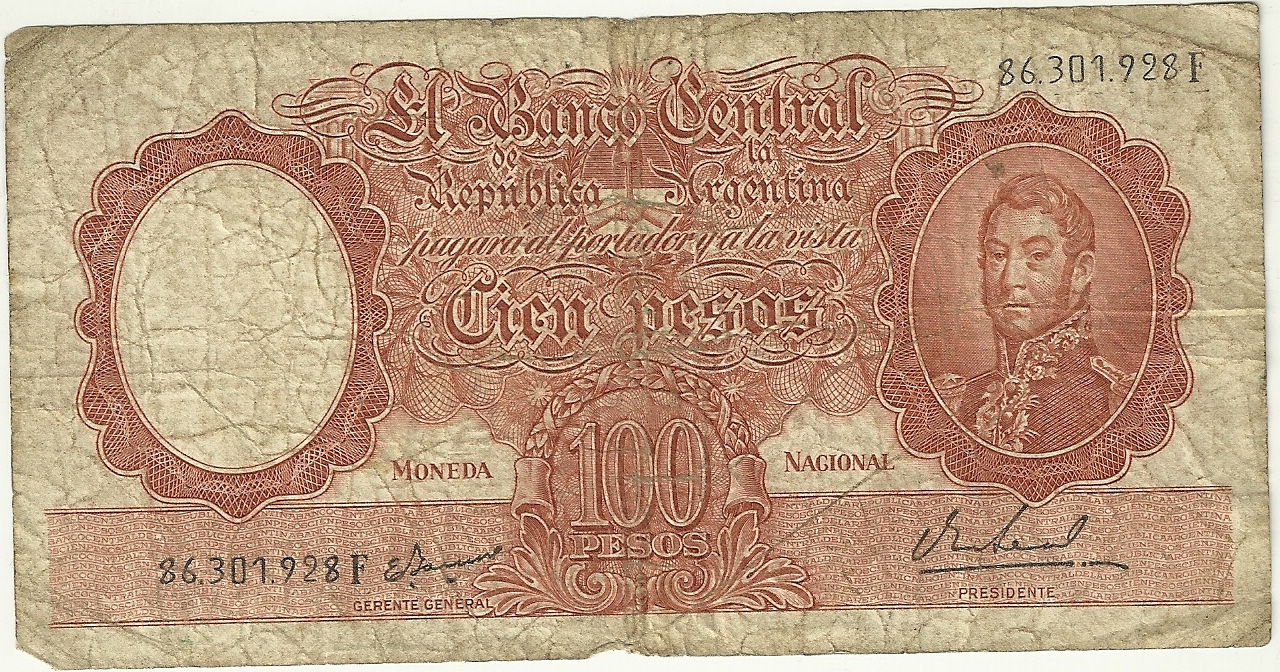 86.301.928 F
El Banco Central
de la
República Argentina
pagará al portador y a la vista
Cien pesos
MONEDA NACIONAL
100
PESOS
86.301.928 F
GERENTE GENERAL
PRESIDENTE